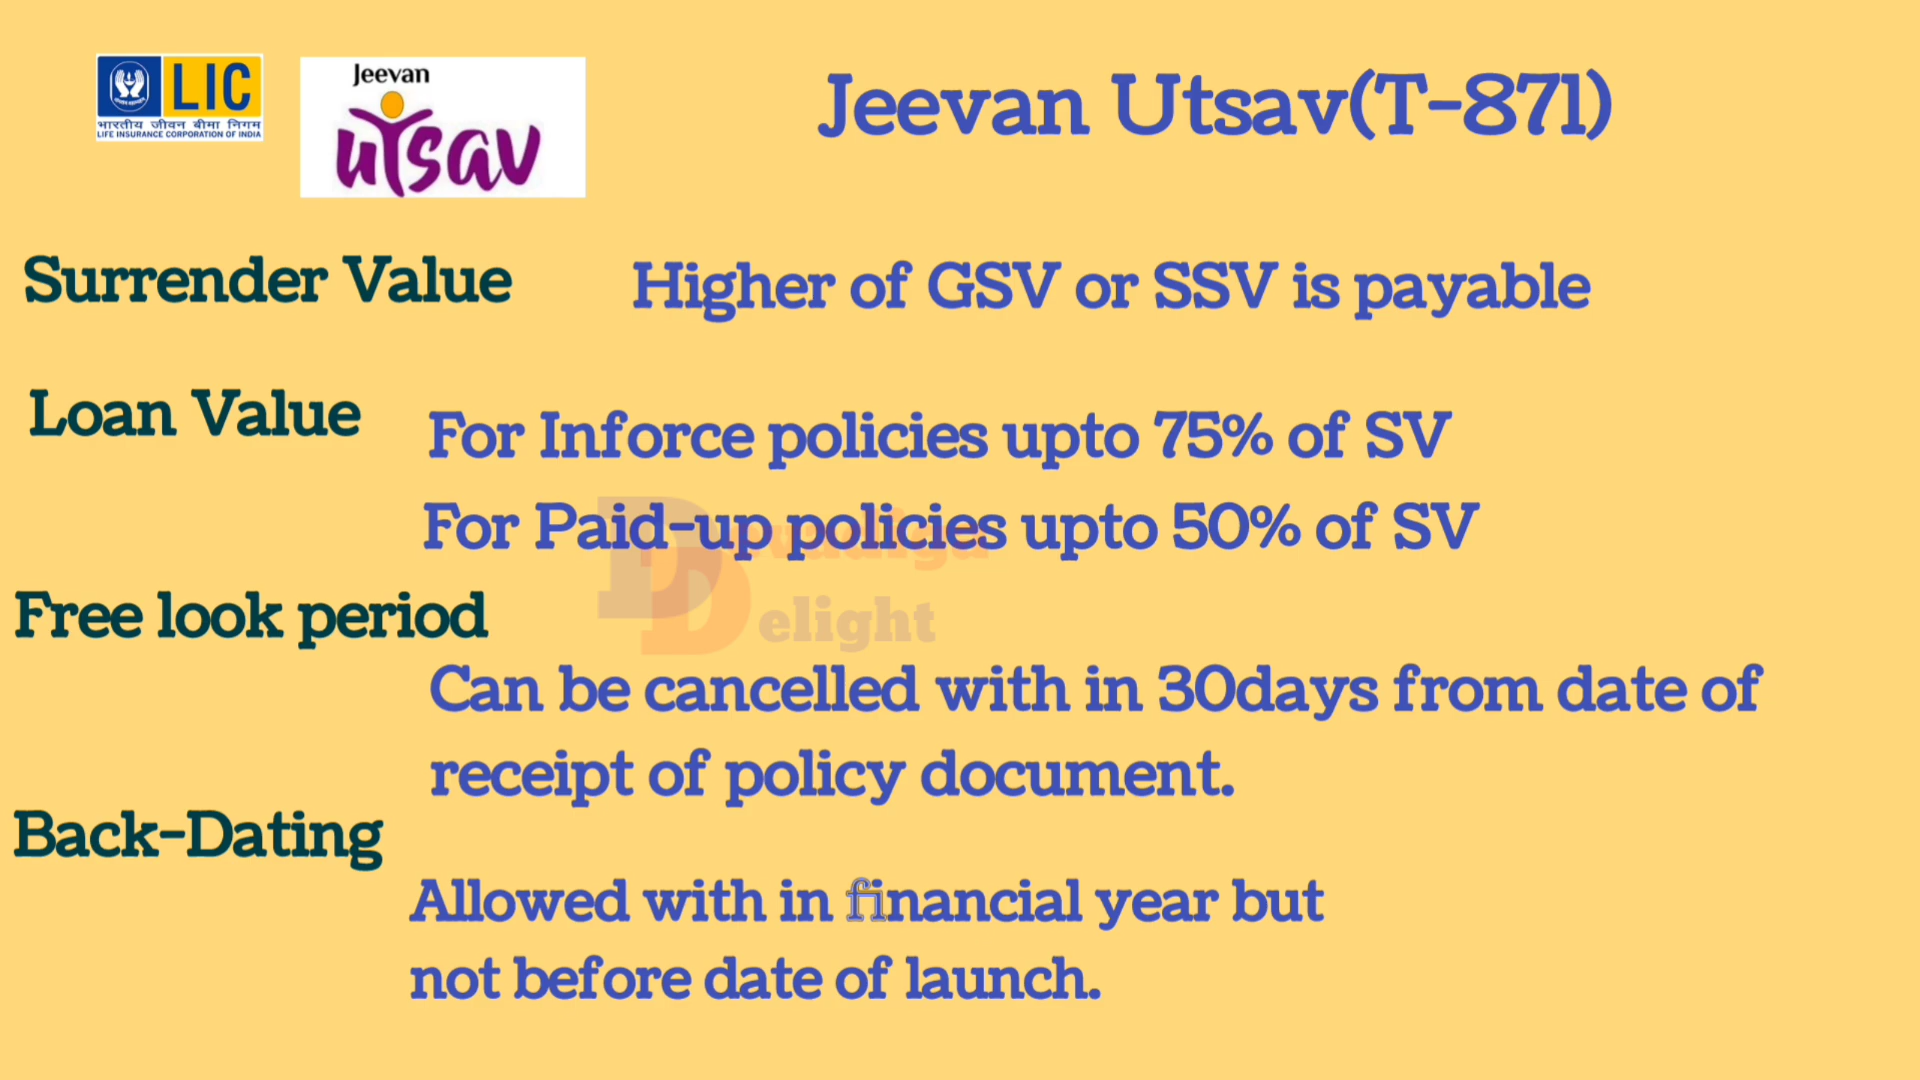 LIC
भारतीय जीवन बीमा निगम
LIFE INSURANCE CORPORATION OF INDIA
Jeevan
utsav
Jeevan Utsav(T-871)
Surrender Value
Higher of GSV or SSV is payable
Loan Value
For Inforce policies upto 75% of SV
For Paid-up policies upto 50% of SV
Free look period
Delight
Can be cancelled with in 30days from date of
receipt of policy document.
Back-Dating
Allowed with in financial year but
not before date of launch.